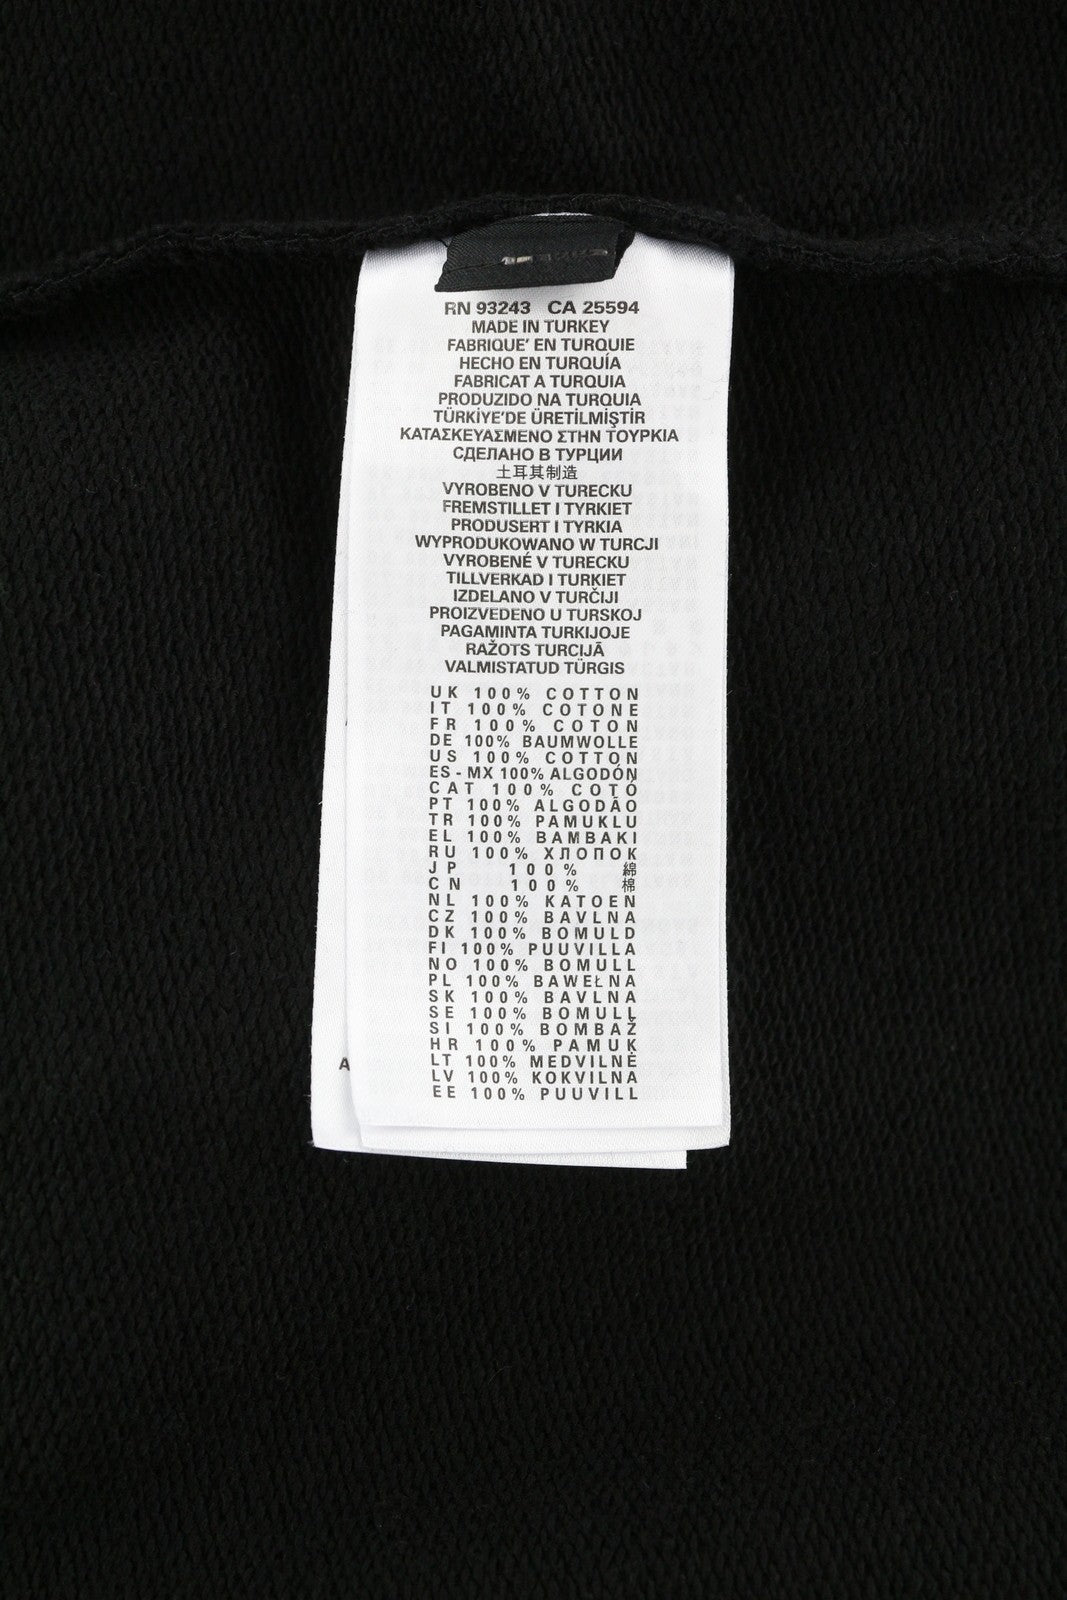 RN 93243 CA 25594
MADE IN TURKEY
FABRIQUE' EN TURQUIE
HECHO EN TURQUÍA
FABRICAT A TURQUIA
PRODUZIDO NA TURQUIA
TÜRKİYE'DE ÜRETİLMİŞTİR
ΚΑΤΑΣΚΕΥΑΣΜΕΝΟ ΣΤΗΝ ΤΟΥΡΚΙΑ
СДЕЛАНО В ТУРЦИИ
土耳其制造
VYROBENO V TURECKU
FREMSTILLET I TYRKIET
PRODUSERT I TYRKIA
WYPRODUKOWANO W TURCJI
VYROBENÉ V TURECKU
TILLVERKAD I TURKIET
IZDELANO V TURČIJI
PROIZVEDENO U TURSKOJ
PAGAMINTA TURKIJOJE
RAŽOTS TURCIJĀ
VALMISTATUD TÜRGIS
UK 100% COTTON
IT 100% COTONE
FR 100% COTON
DE 100% BAUMWOLLE
US 100% COTTON
ES - MX 100% ALGODÓN
CAT 100% COTÓ
PT 100% ALGODÃO
TR 100% PAMUKLU
EL 100% BAMBAKI
RU 100% ХЛОПОК
JP 100% 綿
CN 100% 棉
NL 100% KATOEN
CZ 100% BAVLNA
DK 100% BOMULD
FI 100% PUUVILLA
NO 100% BOMULL
PL 100% BAWEŁNA
SK 100% BAVLNA
SE 100% BOMULL
SI 100% BOMBAŽ
HR 100% PAMUK
LT 100% MEDVILNĖ
LV 100% KOKVILNA
EE 100% PUUVILL